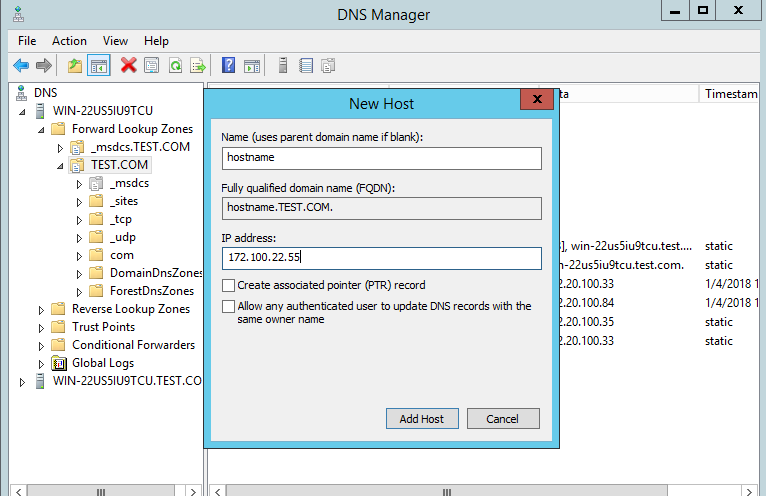 DNS Manager
File Action View Help
DNS
WIN-22US5IU9TCU
Forward Lookup Zones
_msdcs.TEST.COM
TEST.COM
_msdcs
_sites
_tcp
_udp
com
DomainDnsZones
ForestDnsZones
Reverse Lookup Zones
Trust Points
Conditional Forwarders
Global Logs
WIN-22US5IU9TCU.TEST.CO
New Host
X
Name (uses parent domain name if blank):
hostname
Fully qualified domain name (FQDN):
hostname.TEST.COM.
IP address:
172.100.22.55
Create associated pointer (PTR) record
Allow any authenticated user to update DNS records with the
same owner name
Add Host Cancel
ta Timestam
], win-22us5iu9tcu.test.... static
n-22us5iu9tcu.test.com. static
2.20.100.33 1/4/2018 1
2.20.100.84 1/4/2018 1
2.20.100.35 static
2.20.100.33 static